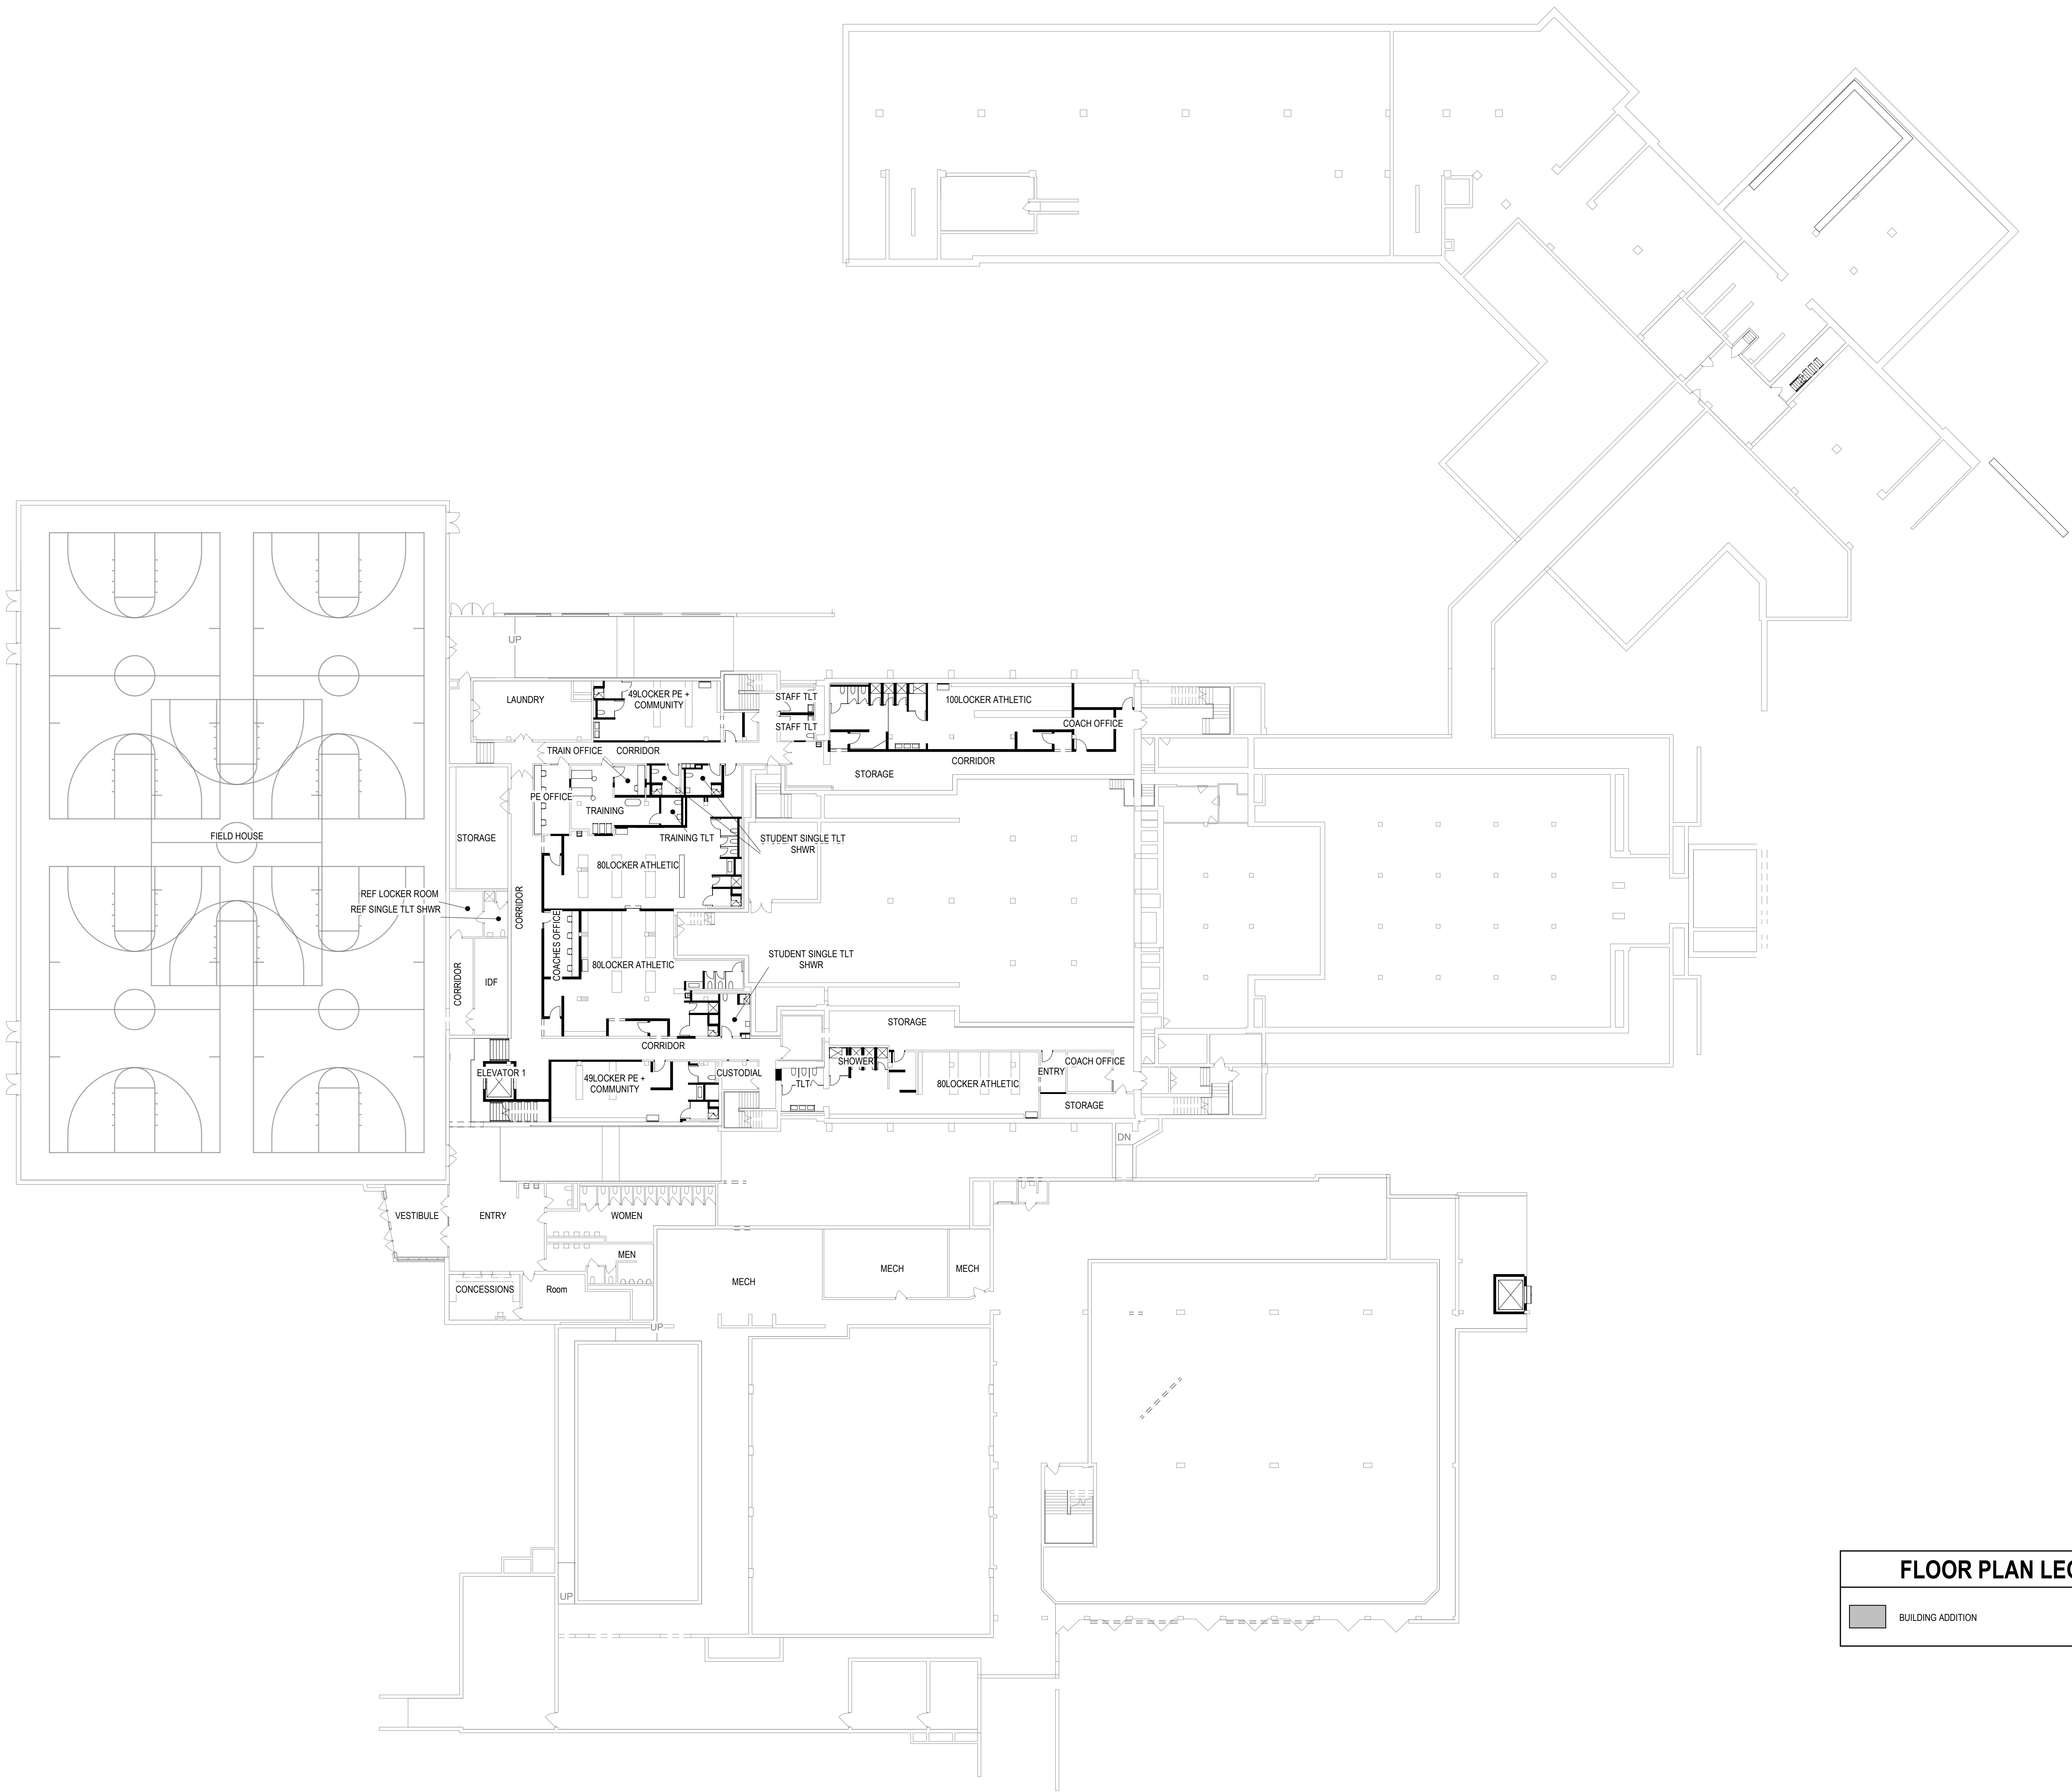 UP
LAUNDRY
49LOCKER PE +
COMMUNITY
STAFF TLT
STAFF TLT
100LOCKER ATHLETIC
COACH OFFICE
TRAIN OFFICE
CORRIDOR
CORRIDOR
STORAGE
PE OFFICE
TRAINING
TRAINING TLT
STUDENT SINGLE TLT
SHWR
FIELD HOUSE
STORAGE
80LOCKER ATHLETIC
REF LOCKER ROOM
REF SINGLE TLT SHWR
CORRIDOR
COACHES OFFICE
80LOCKER ATHLETIC
STUDENT SINGLE TLT
SHWR
CORRIDOR
IDF
STORAGE
CORRIDOR
ELEVATOR 1
49LOCKER PE +
COMMUNITY
CUSTODIAL
SHOWER
TLT
80LOCKER ATHLETIC
ENTRY
COACH OFFICE
STORAGE
DN
VESTIBULE
ENTRY
WOMEN
MEN
CONCESSIONS
Room
MECH
MECH
MECH
UP
UP
FLOOR PLAN LEG
BUILDING ADDITION